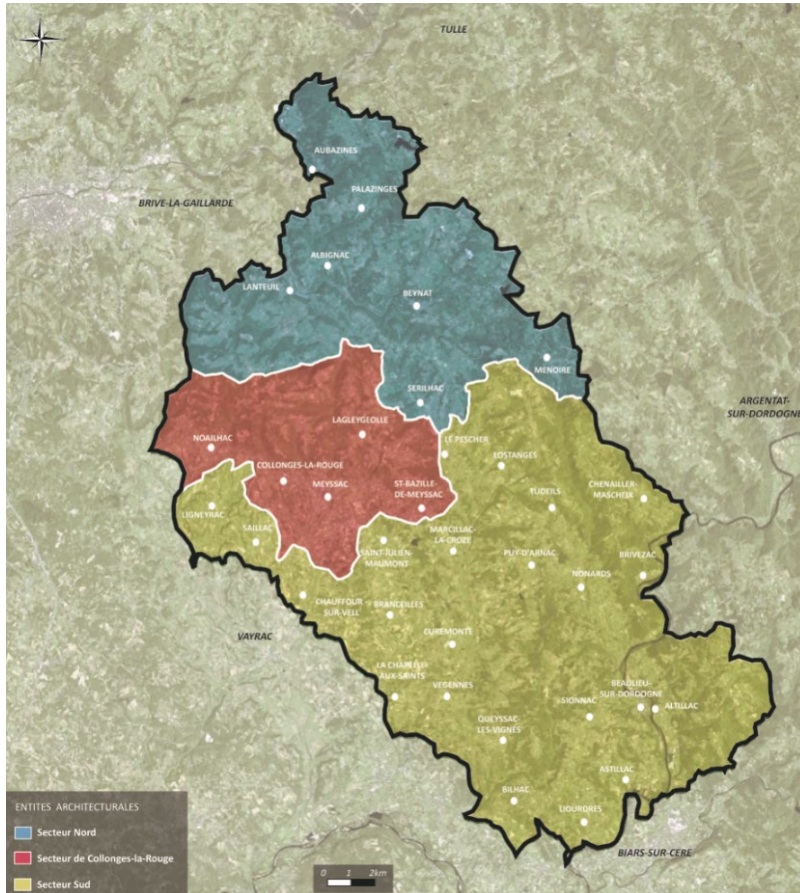 TULLE
AUBAZINES
PALAZINGES
BRIVE-LA-GAILLARDE
ALBIGNAC
LANTEUIL
BEYNAT
MENOIRE
SERILHAC
ARGENTAT-
SUR-DORDOGNE
LAGLEYGEOLLE
NOAILHAC
LE PESCHER
COLLONGES-LA-ROUGE
LOSTANGES
MEYSSAC
ST-BAZILLE-
DE-MEYSSAC
CHENAILLER-
MASCHEIX
TUDEILS
LIGNEYRAC
SAILLAC
MARCILLAC-
LA-CROZE
SAINT-JULIEN-
MAUMONT
PUY-D'ARNAC
BRIVEZAC
NONARDS
CHAUFFOUR
SUR-VELL
BRANCEILLES
VAYRAC
CUREMONTE
LA CHAPELLE-
AUX-SAINTS
VEGENNES
BEAULIEU-
SUR-DORDOGNE
SIONNAC
ALTILLAC
QUEYSSAC
LES-VIGNES
ASTILLAC
BILHAC
LIOURDRES
BIARS-SUR-CERE
ENTITES ARCHITECTURALES
Secteur Nord
Secteur de Collonges-la-Rouge
Secteur Sud
0 1 2km